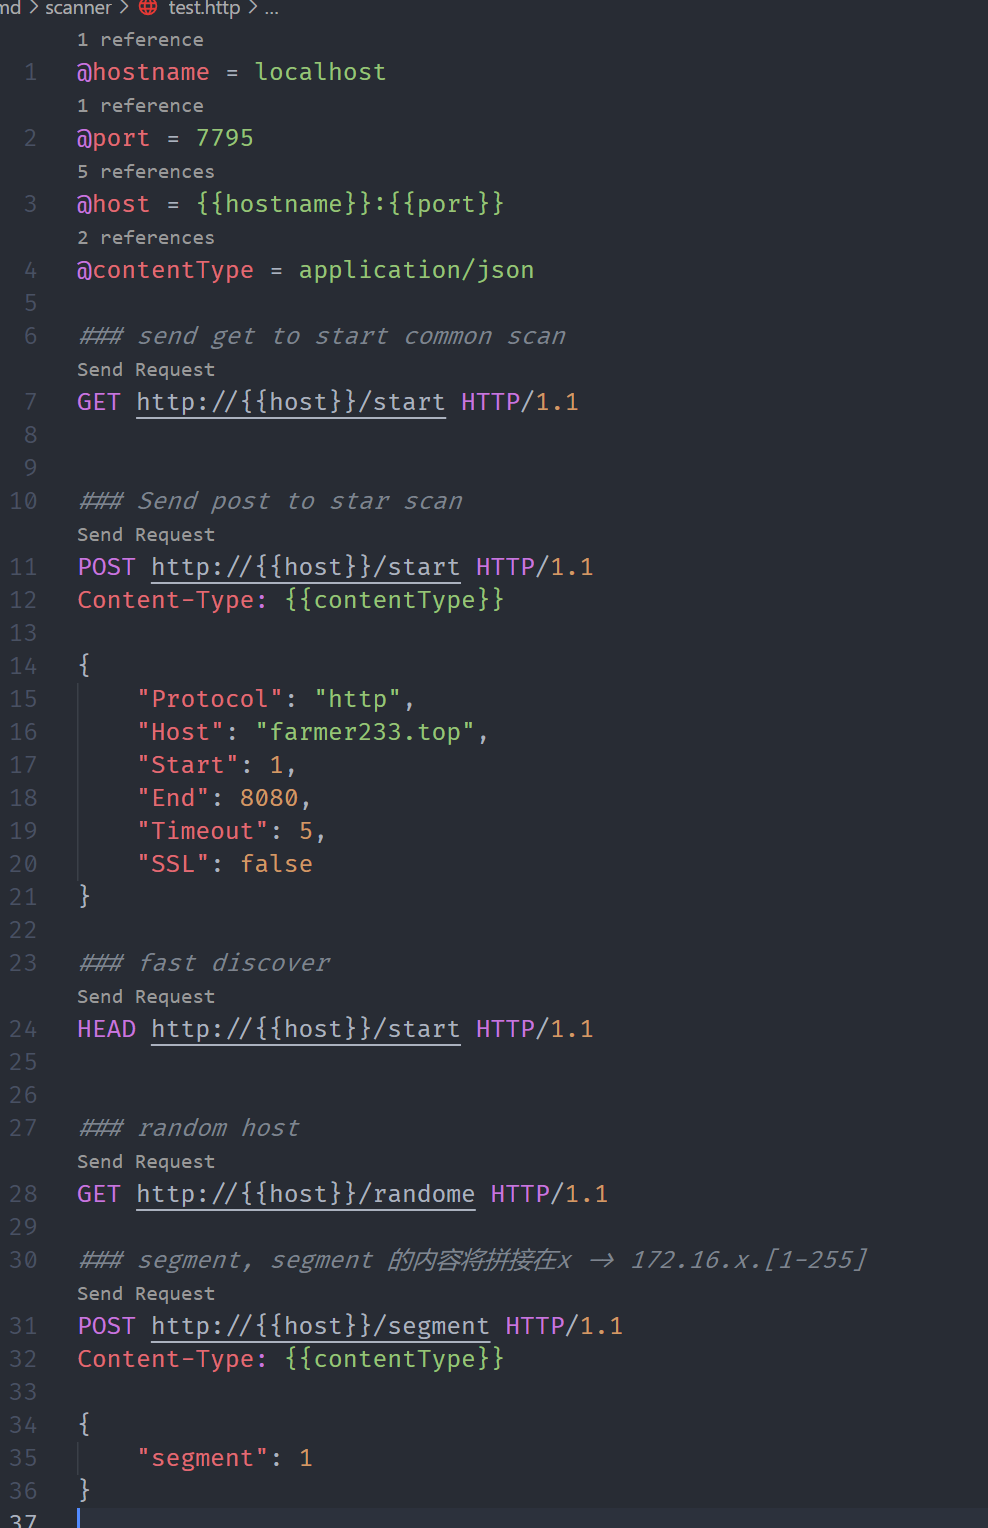 md > scanner > test.http > ...
1 reference
1 @hostname = localhost
1 reference
2 @port = 7795
5 references
3 @host = {{hostname}}:{{port}}
2 references
4 @contentType = application/json
5
6 ### send get to start common scan
Send Request
7 GET http://{{host}}/start HTTP/1.1
8
9
10 ### Send post to star scan
Send Request
11 POST http://{{host}}/start HTTP/1.1
12 Content-Type: {{contentType}}
13
14 {
15 "Protocol": "http",
16 "Host": "farmer233.top",
17 "Start": 1,
18 "End": 8080,
19 "Timeout": 5,
20 "SSL": false
21 }
22
23 ### fast discover
Send Request
24 HEAD http://{{host}}/start HTTP/1.1
25
26
27 ### random host
Send Request
28 GET http://{{host}}/randome HTTP/1.1
29
30 ### segment, segment 的内容将拼接在x -> 172.16.x.[1-255]
Send Request
31 POST http://{{host}}/segment HTTP/1.1
32 Content-Type: {{contentType}}
33
34 {
35 "segment": 1
36 }
37